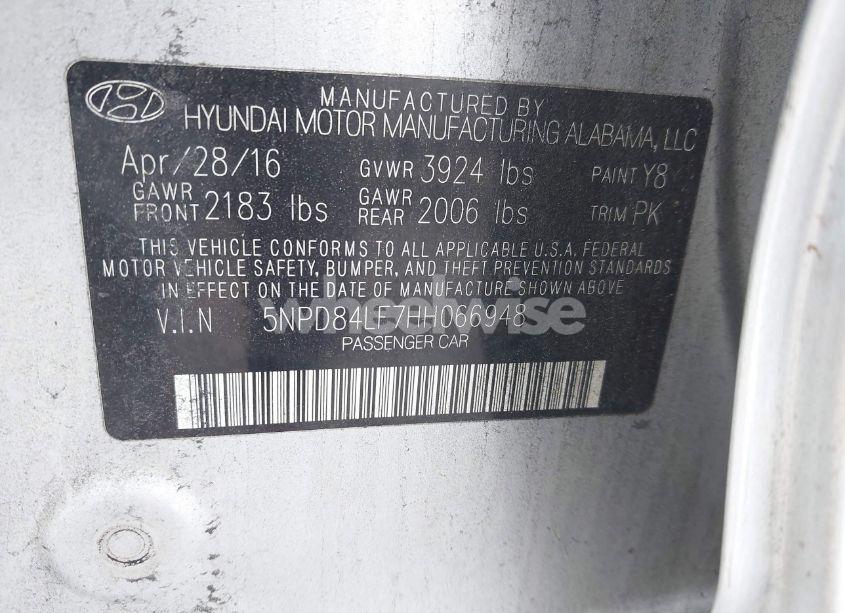 MANUFACTURED BY
HYUNDAI MOTOR MANUFACTURING ALABAMA, LLC
Apr/28/16 GVWR 3924 lbs PAINT Y8
GAWR FRONT 2183 lbs GAWR REAR 2006 lbs TRIM PK
THIS VEHICLE CONFORMS TO ALL APPLICABLE U.S.A. FEDERAL
MOTOR VEHICLE SAFETY, BUMPER, AND THEFT PREVENTION STANDARDS
IN EFFECT ON THE DATE OF MANUFACTURE SHOWN ABOVE.
wheelwise
V.I.N 5NPD84LF7HH066948
PASSENGER CAR